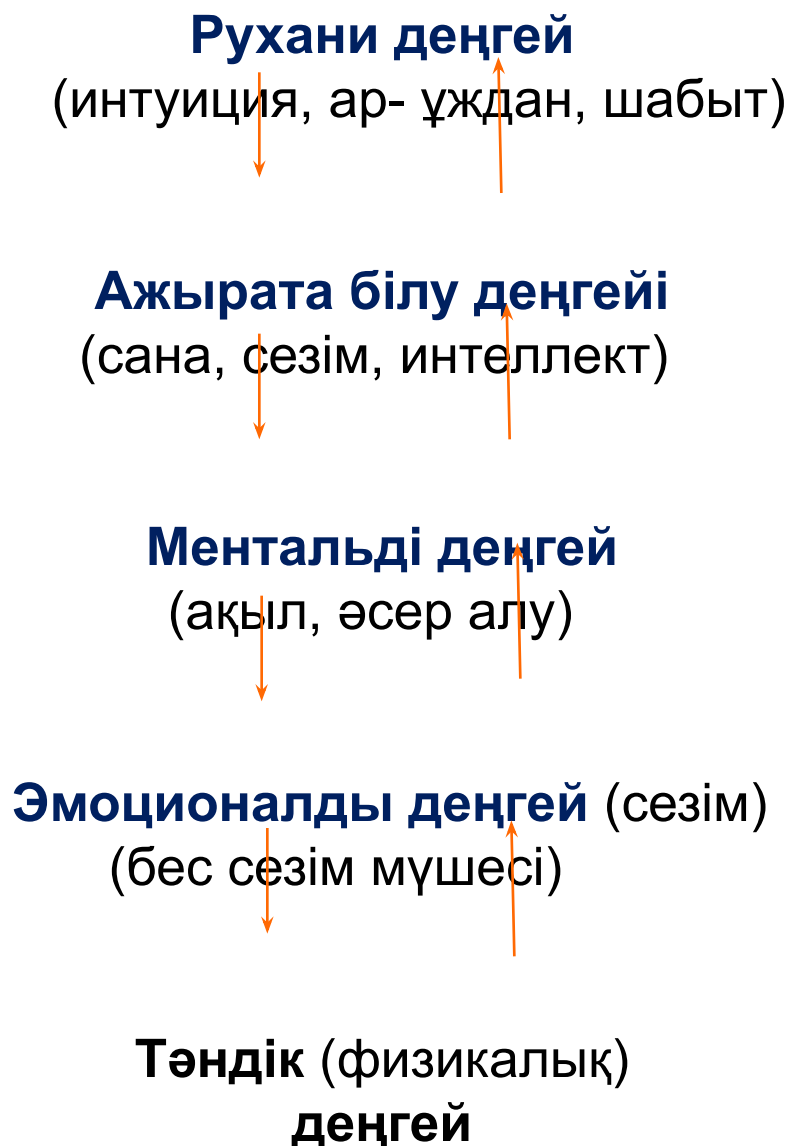 Рухани деңгей
(интуиция, ар- ұждан, шабыт)
Ажырата білу деңгейі
(сана, сезім, интеллект)
Ментальді деңгей
(ақыл, әсер алу)
Эмоционалды деңгей (сезім)
(бес сезім мүшесі)
Тәндік (физикалық)
деңгей